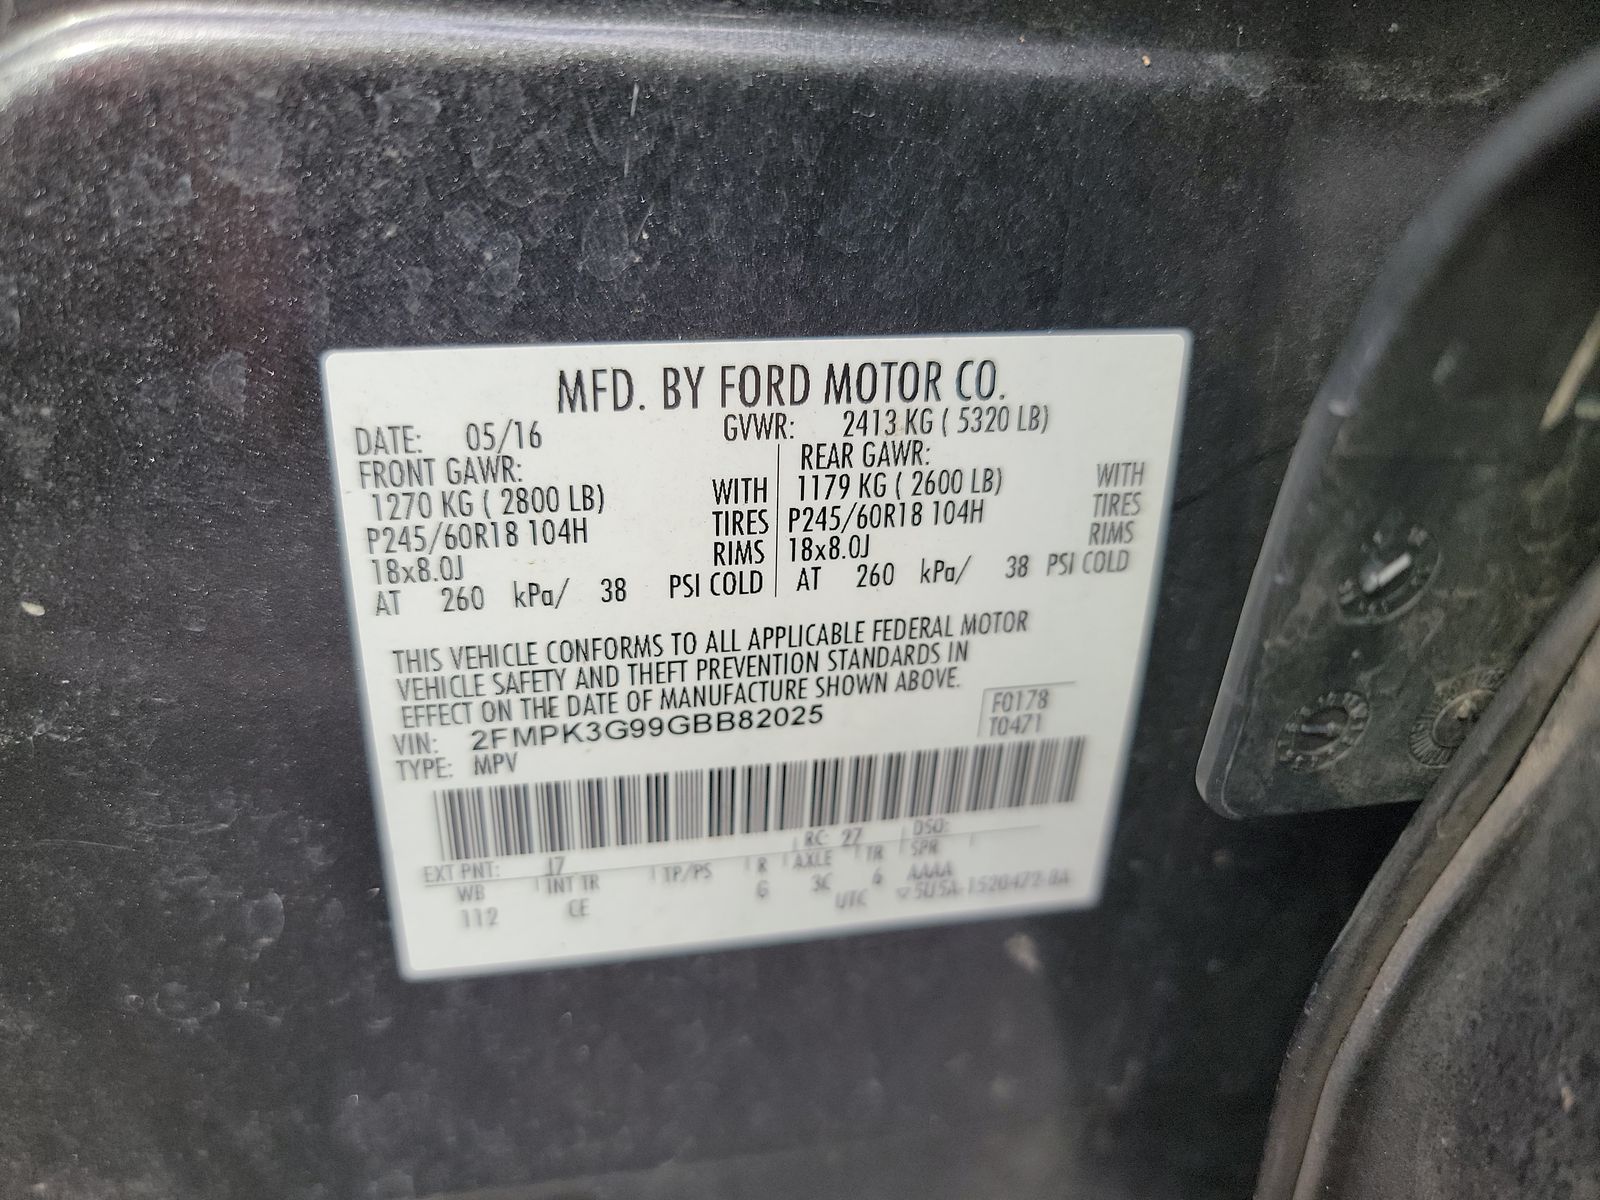 MFD. BY FORD MOTOR CO.
DATE: 05/16 GVWR: 2413 KG ( 5320 LB)
FRONT GAWR: REAR GAWR:
1270 KG ( 2800 LB) WITH 1179 KG ( 2600 LB) WITH
P245/60R18 104H TIRES P245/60R18 104H TIRES
18x8.0J RIMS 18x8.0J RIMS
AT 260 kPa/ 38 PSI COLD AT 260 kPa/ 38 PSI COLD
THIS VEHICLE CONFORMS TO ALL APPLICABLE FEDERAL MOTOR
VEHICLE SAFETY AND THEFT PREVENTION STANDARDS IN
EFFECT ON THE DATE OF MANUFACTURE SHOWN ABOVE.
VIN: 2FMPK3G99GBB82025 F0178
TYPE: MPV T0471
EXT PNT: J7 RC: 27 DSO:
WB INT TR TP/PS R AXLE TR SPR
112 CE G 3C 6 AAAA
UTC